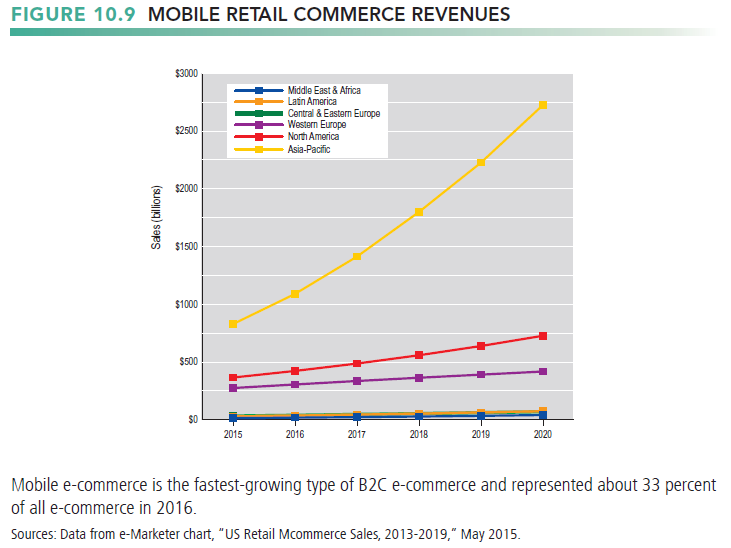 FIGURE 10.9 MOBILE RETAIL COMMERCE REVENUES
$3000
$2500
$2000
$1500
$1000
$500
$0
Sales (billions)
Middle East & Africa
Latin America
Central & Eastern Europe
Western Europe
North America
Asia-Pacific
2015 2016 2017 2018 2019 2020
Mobile e-commerce is the fastest-growing type of B2C e-commerce and represented about 33 percent
of all e-commerce in 2016.
Sources: Data from e-Marketer chart, “US Retail Mcommerce Sales, 2013-2019,” May 2015.